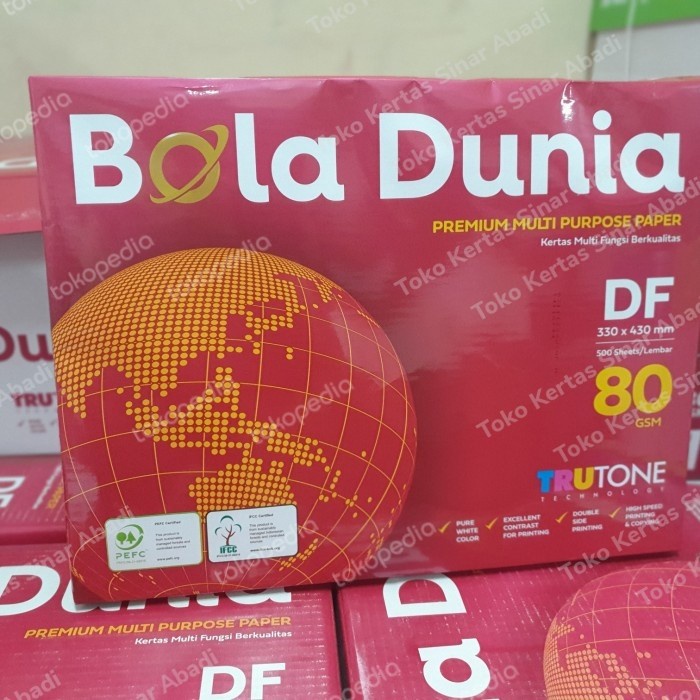 Bola Dunia
PREMIUM MULTI PURPOSE PAPER
Kertas Multi Fungsi Berkualitas
DF
330 x 430 mm
500 Sheets/Lembar
80
GSM
TRUTONE
TECHNOLOGY
PURE WHITE COLOR
EXCELLENT CONTRAST FOR PRINTING
DOUBLE SIDE PRINTING
HIGH SPEED PRINTING
PEFC Certified
PEFC
IFCC
Dunia
PREMIUM MULTI PURPOSE PAPER
Kertas Multi Fungsi Berkualitas
DF
tokopedia
Toko Kertas Sinar Abadi